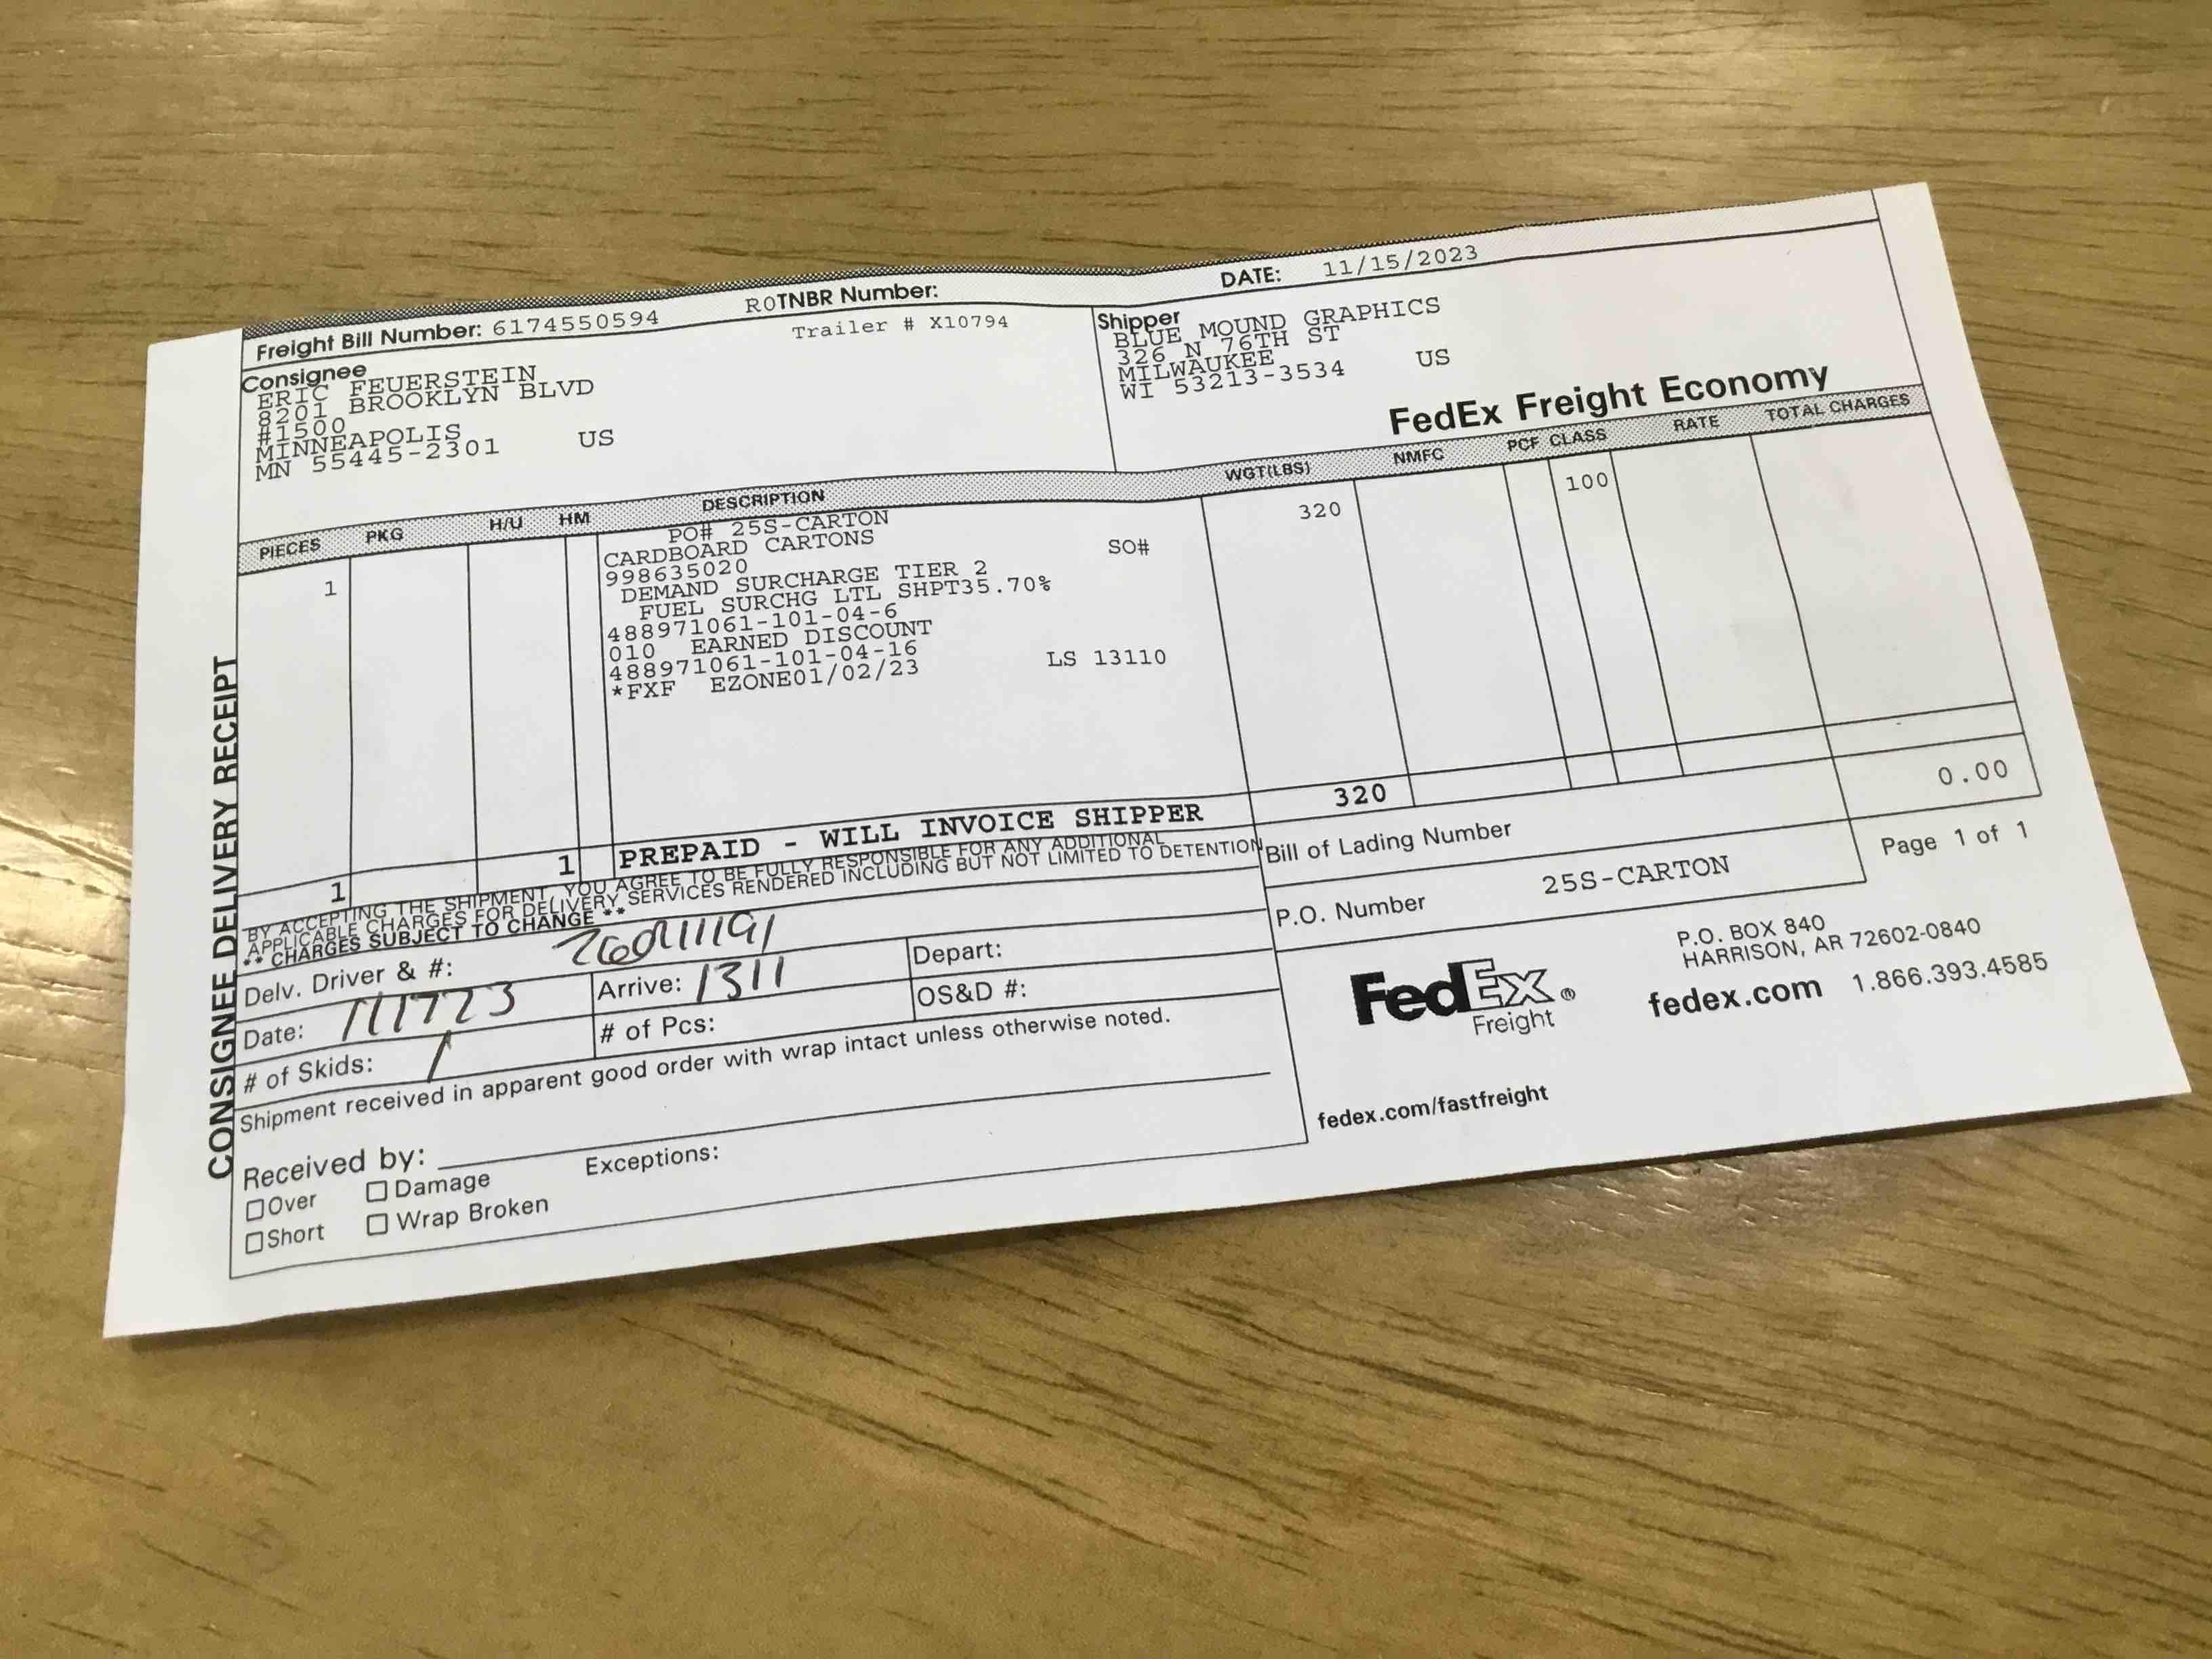 Freight Bill Number: 6174550594 ROTNBR Number: DATE: 11/15/2023
Trailer # X10794
Consignee
ERIC FEUERSTEIN
8201 BROOKLYN BLVD
#1500
MINNEAPOLIS
MN 55445-2301 US
Shipper
BLUE MOUND GRAPHICS
326 N 76TH ST
MILWAUKEE
WI 53213-3534 US
FedEx Freight Economy
PIECES PKG H/U HM DESCRIPTION WGT(LBS) NMFC PCF CLASS RATE TOTAL CHARGES
1 PO# 25S-CARTON 320 100
CARDBOARD CARTONS
998635020 SO#
DEMAND SURCHARGE TIER 2
FUEL SURCHG LTL SHPT35.70%
488971061-101-04-6
010 EARNED DISCOUNT
488971061-101-04-16
*FXF EZONE01/02/23 LS 13110
1 1 PREPAID - WILL INVOICE SHIPPER 320 0.00
BY ACCEPTING THE SHIPMENT, YOU AGREE TO BE FULLY RESPONSIBLE FOR ANY ADDITIONAL
APPLICABLE CHARGES FOR DELIVERY SERVICES RENDERED INCLUDING BUT NOT LIMITED TO DETENTION
** CHARGES SUBJECT TO CHANGE **
Bill of Lading Number
P.O. Number 25S-CARTON
Page 1 of 1
Delv. Driver & #:
Date: 111723 Arrive: 1311 Depart:
# of Skids: 1 # of Pcs: OS&D #:
Shipment received in apparent good order with wrap intact unless otherwise noted.
Received by:
Over Damage Exceptions:
Short Wrap Broken
FedEx® Freight
P.O. BOX 840
HARRISON, AR 72602-0840
fedex.com 1.866.393.4585
fedex.com/fastfreight
CONSIGNEE DELIVERY RECEIPT